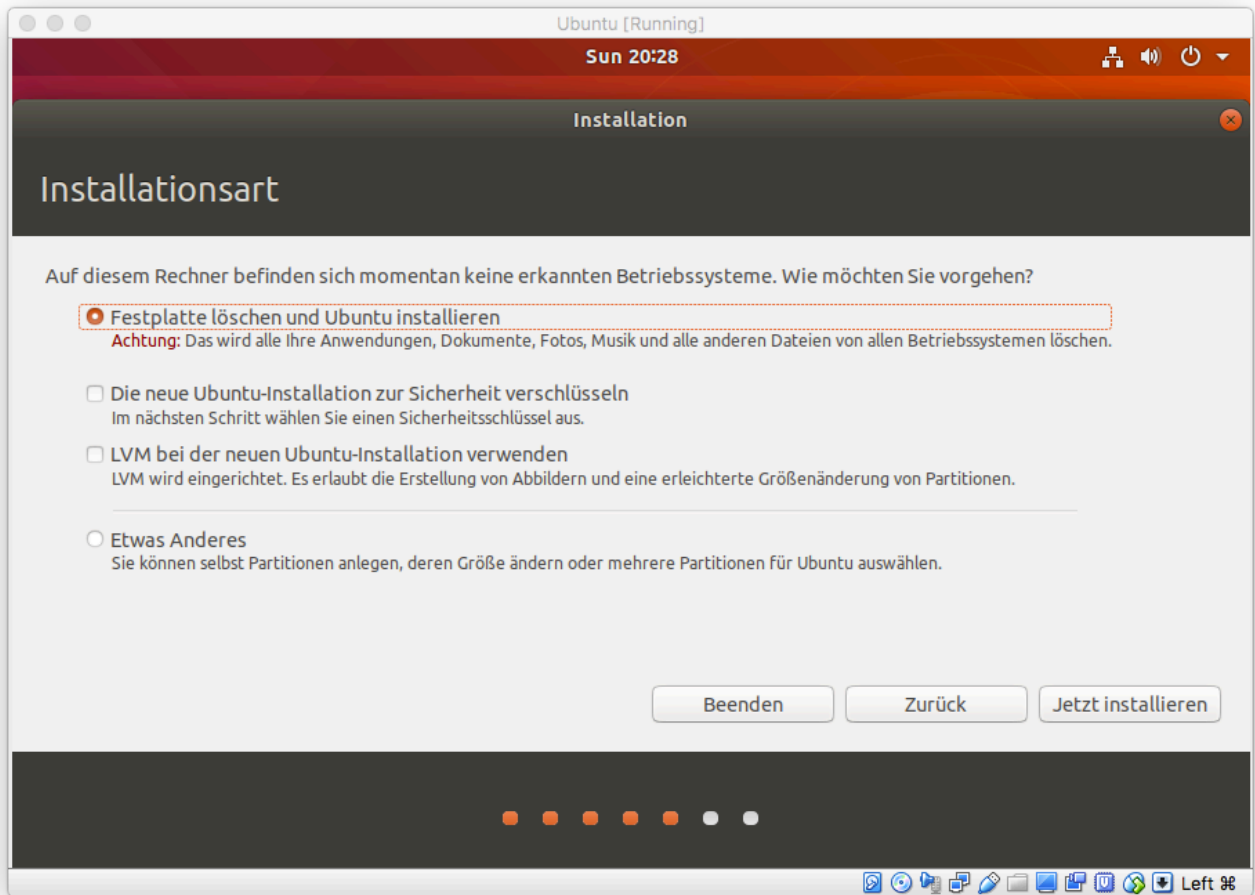 Ubuntu [Running]
Sun 20:28
Installation
Installationsart
Auf diesem Rechner befinden sich momentan keine erkannten Betriebssysteme. Wie möchten Sie vorgehen?
Festplatte löschen und Ubuntu installieren
Achtung: Das wird alle Ihre Anwendungen, Dokumente, Fotos, Musik und alle anderen Dateien von allen Betriebssystemen löschen.
Die neue Ubuntu-Installation zur Sicherheit verschlüsseln
Im nächsten Schritt wählen Sie einen Sicherheitsschlüssel aus.
LVM bei der neuen Ubuntu-Installation verwenden
LVM wird eingerichtet. Es erlaubt die Erstellung von Abbildern und eine erleichterte Größenänderung von Partitionen.
Etwas Anderes
Sie können selbst Partitionen anlegen, deren Größe ändern oder mehrere Partitionen für Ubuntu auswählen.
Beenden Zurück Jetzt installieren
Left ⌘